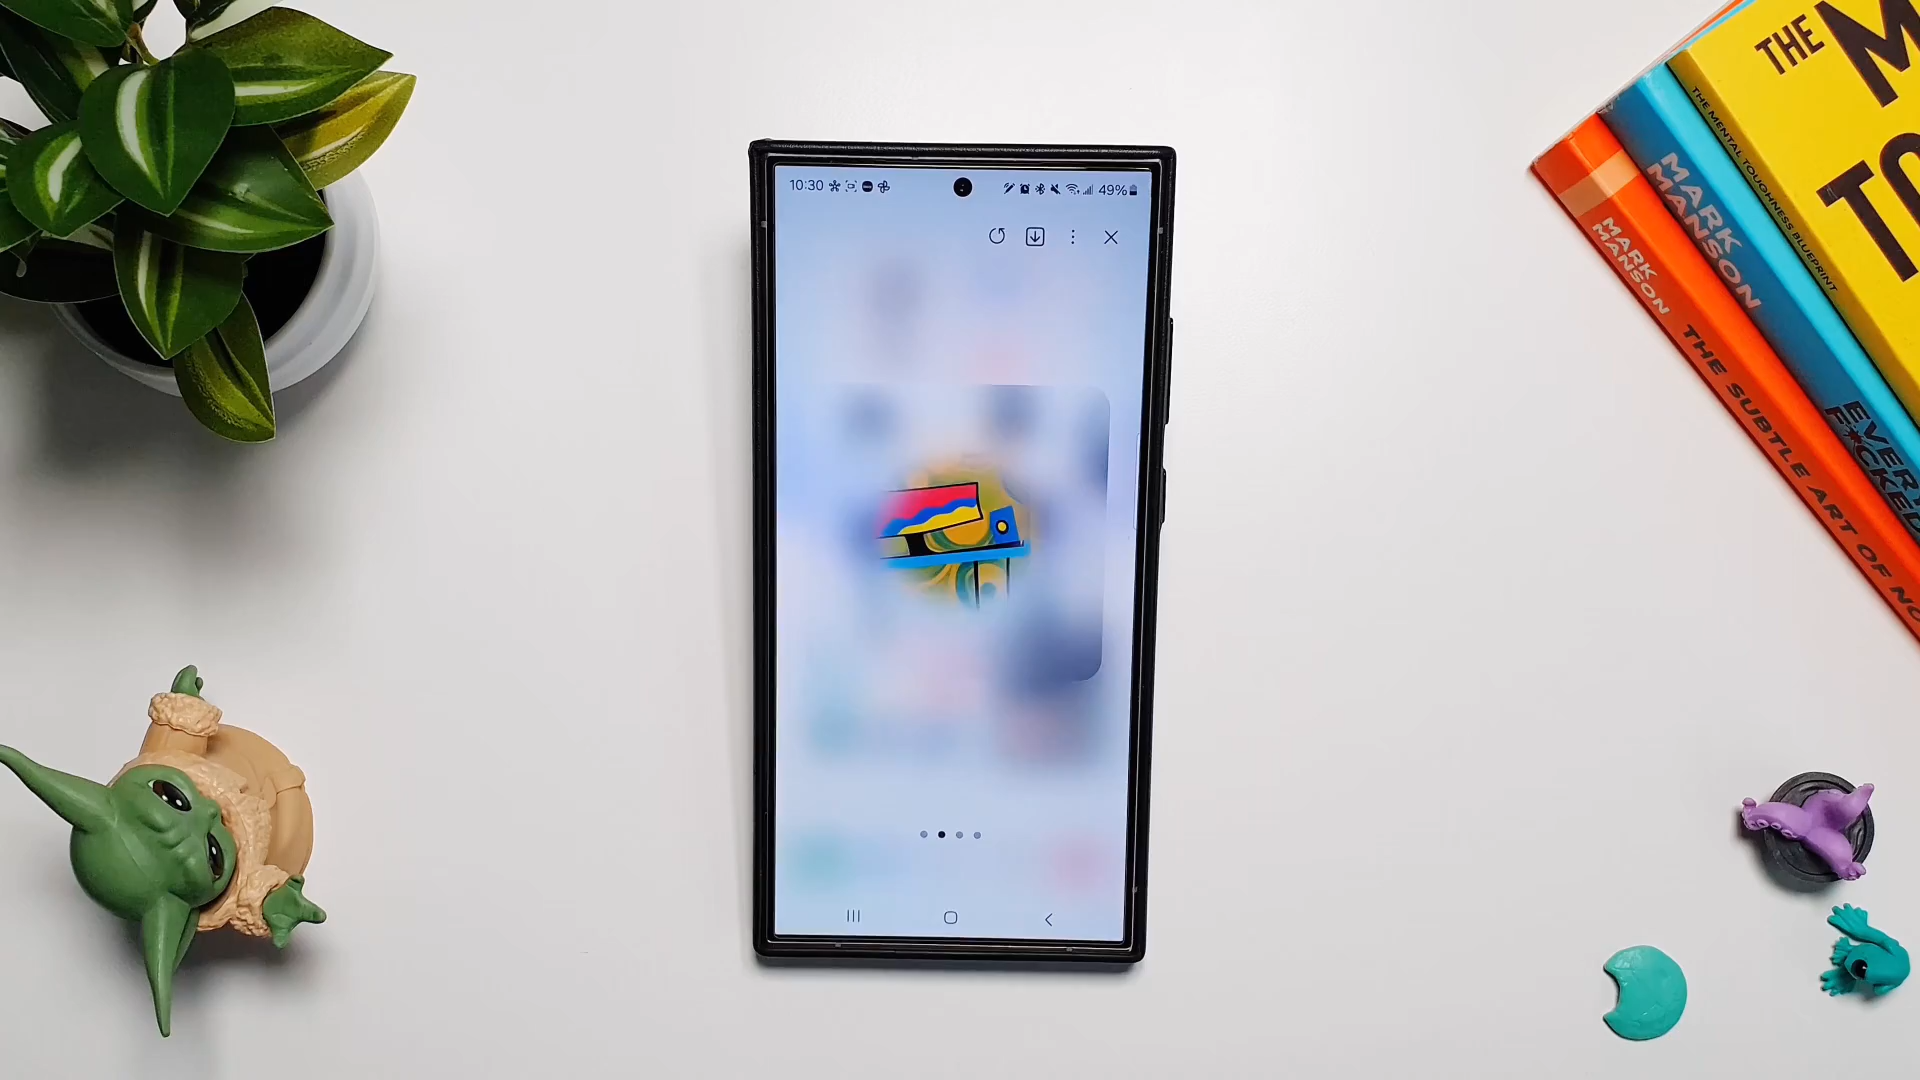 10:30
49%
THE M
TO
THE MENTAL TOUGHNESS BLUEPRINT
MARK
MANSON
EVERY
F*CKED
MARK
MANSON
THE SUBTLE ART OF NO